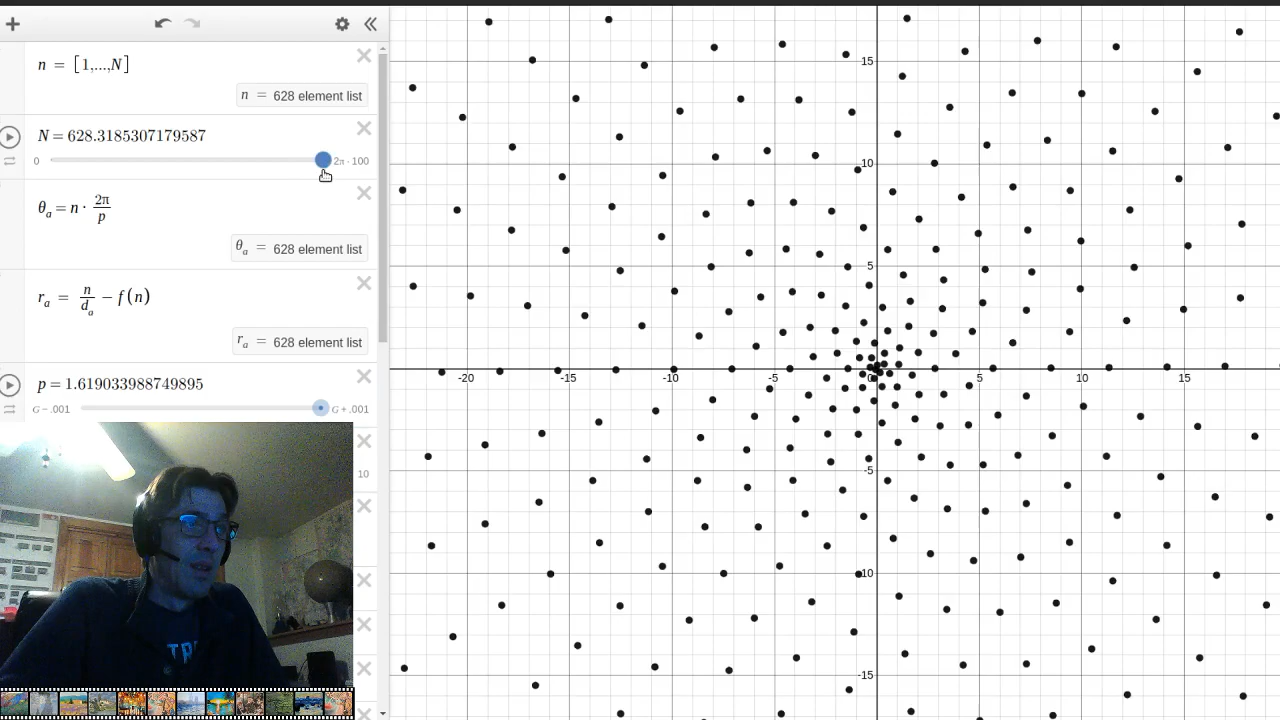 n = [1,...,N]
n = 628 element list
N = 628.3185307179587
0 2π · 100
θₐ = n · 2π/p
θₐ = 628 element list
rₐ = n/dₐ − f(n)
rₐ = 628 element list
p = 1.619033988749895
G − .001 G + .001
10
15
10
5
-20 -15 -10 -5 0 5 10 15
-5
-10
-15